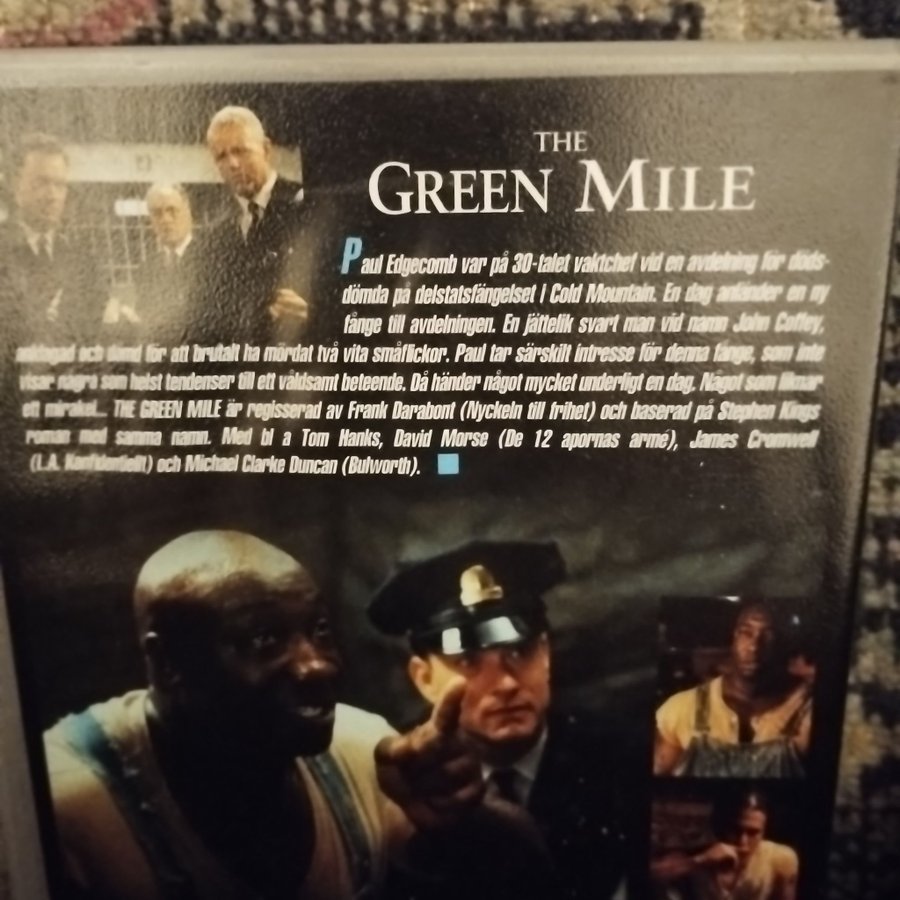 THE
GREEN MILE
Paul Edgecomb var på 30-talet vaktchef vid en avdelning för döds-
dömda på delstatsfängelset i Cold Mountain. En dag anländer en ny
fånge till avdelningen. En jättelik svart man vid namn John Coffey,
anklagad och dömd för att brutalt ha mördat två vita småflickor. Paul tar särskilt intresse för denna fånge, som inte
visar några som helst tendenser till ett våldsamt beteende. Då händer något mycket underligt en dag. Något som liknar
ett mirakel... THE GREEN MILE är regisserad av Frank Darabont (Nyckeln till frihet) och baserad på Stephen Kings
roman med samma namn. Med bl a Tom Hanks, David Morse (De 12 apornas armé), James Cromwell
(L.A. Konfidentiellt) och Michael Clarke Duncan (Bulworth).